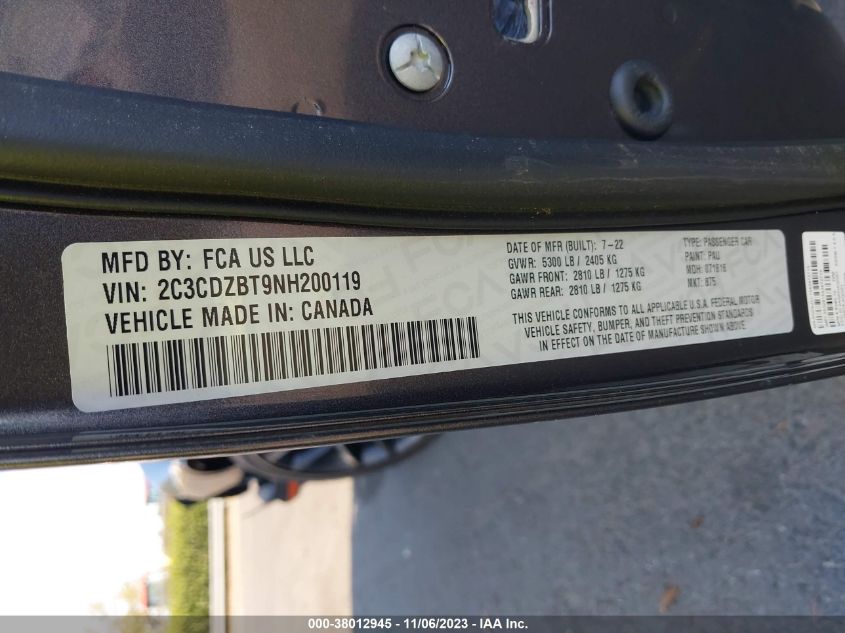 MFD BY: FCA US LLC
VIN: 2C3CDZBT9NH200119
VEHICLE MADE IN: CANADA
DATE OF MFR (BUILT): 7-22
GVWR: 5300 LB / 2405 KG
GAWR FRONT: 2810 LB / 1275 KG
GAWR REAR: 2810 LB / 1275 KG
TYPE: PASSENGER CAR
PAINT: PAU
MDH: 071616
MKT: 875
THIS VEHICLE CONFORMS TO ALL APPLICABLE U.S.A. FEDERAL MOTOR
VEHICLE SAFETY, BUMPER, AND THEFT PREVENTION STANDARDS
IN EFFECT ON THE DATE OF MANUFACTURE SHOWN ABOVE.
000-38012945 - 11/06/2023 - IAA Inc.